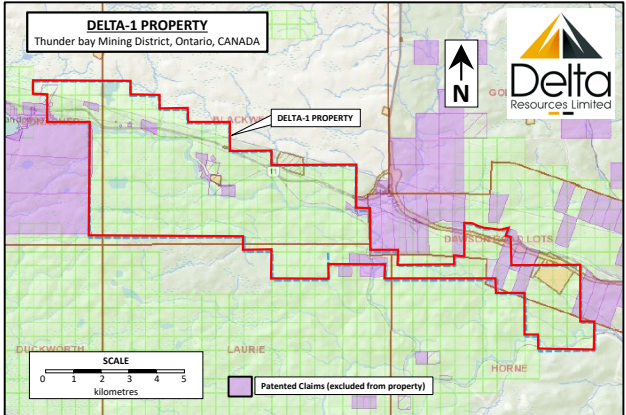 DELTA-1 PROPERTY
Thunder bay Mining District, Ontario, CANADA
N
Delta
Resources Limited
DELTA-1 PROPERTY
11
DAWSON ROAD LOTS
DUCKWORTH
LAURIE
HORNE
SCALE
0 1 2 3 4 5
kilometres
Patented Claims (excluded from property)